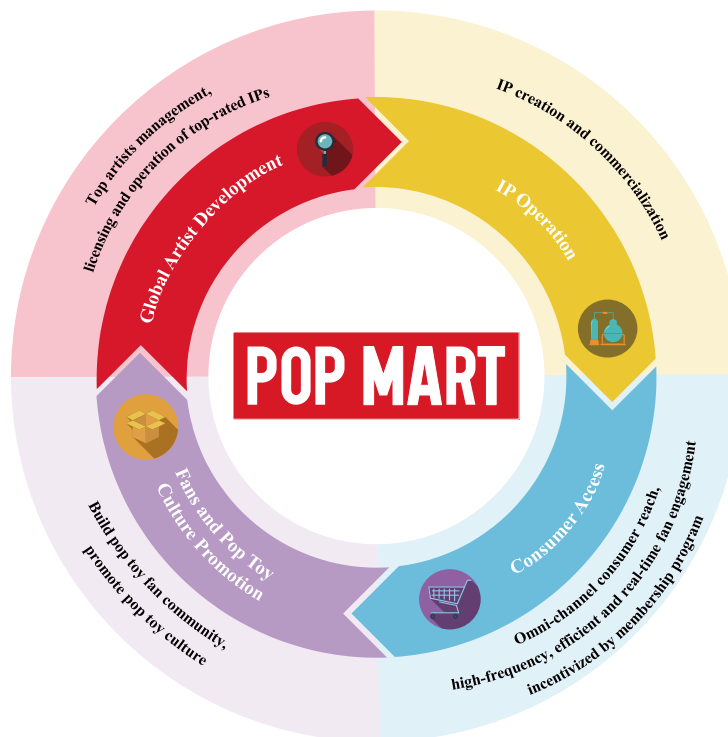 Top artists management,
licensing and operation of top-rated IPs
Global Artist Development
IP creation and commercialization
IP Operation
POP MART
Consumer Access
Omni-channel consumer reach,
high-frequency, efficient and real-time fan engagement
incentivized by membership program
Fans and Pop Toy
Culture Promotion
Build pop toy fan community,
promote pop toy culture